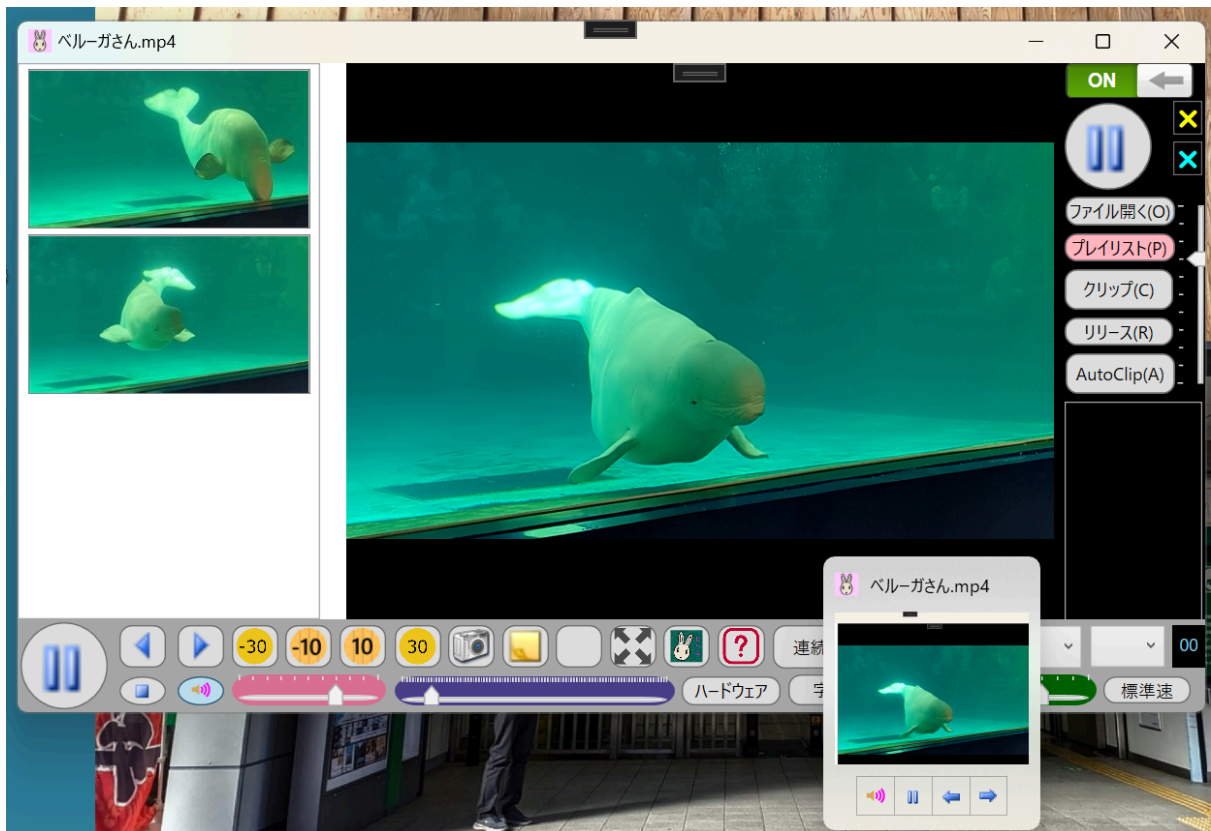 ベルーガさん.mp4
ON
ファイル開く(O)
プレイリスト(P)
クリップ(C)
リリース(R)
AutoClip(A)
ベルーガさん.mp4
-30
-10
10
30
?
連続
00
ハードウェア
標準速